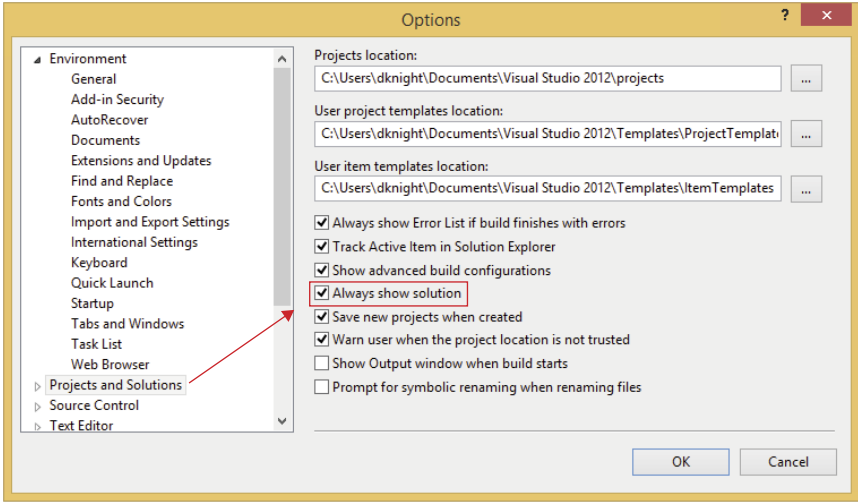 Options
?
Environment
General
Add-in Security
AutoRecover
Documents
Extensions and Updates
Find and Replace
Fonts and Colors
Import and Export Settings
International Settings
Keyboard
Quick Launch
Startup
Tabs and Windows
Task List
Web Browser
Projects and Solutions
Source Control
Text Editor
Projects location:
C:\Users\dknight\Documents\Visual Studio 2012\projects
...
User project templates location:
C:\Users\dknight\Documents\Visual Studio 2012\Templates\ProjectTemplat
...
User item templates location:
C:\Users\dknight\Documents\Visual Studio 2012\Templates\ItemTemplates
...
Always show Error List if build finishes with errors
Track Active Item in Solution Explorer
Show advanced build configurations
Always show solution
Save new projects when created
Warn user when the project location is not trusted
Show Output window when build starts
Prompt for symbolic renaming when renaming files
OK
Cancel